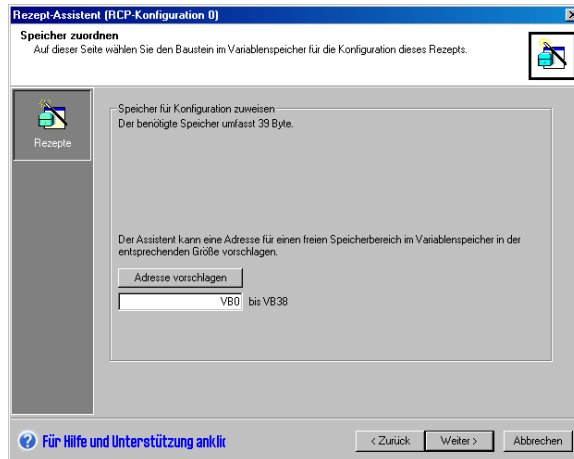 Rezept-Assistent (RCP-Konfiguration 0)
Speicher zuordnen
Auf dieser Seite wählen Sie den Baustein im Variablenspeicher für die Konfiguration dieses Rezepts.
Rezepte
Speicher für Konfiguration zuweisen
Der benötigte Speicher umfasst 39 Byte.
Der Assistent kann eine Adresse für einen freien Speicherbereich im Variablenspeicher in der
entsprechenden Größe vorschlagen.
Adresse vorschlagen
VB0 bis VB38
Für Hilfe und Unterstützung anklic
< Zurück Weiter > Abbrechen